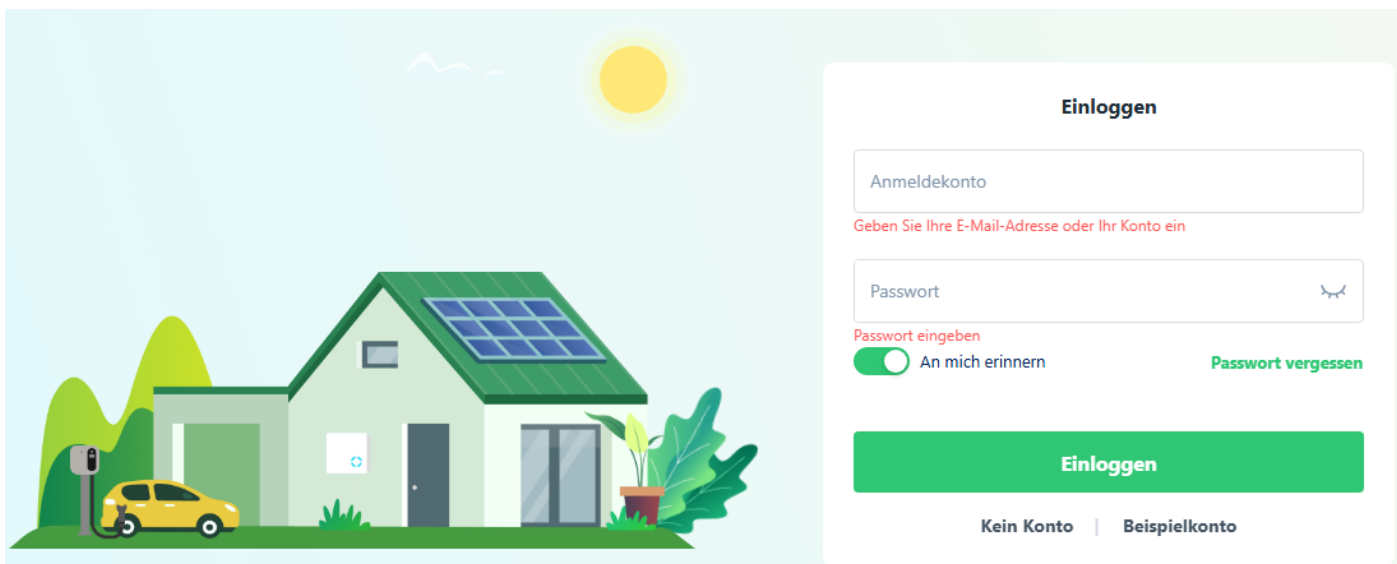 Einloggen
Anmeldekonto
Geben Sie Ihre E-Mail-Adresse oder Ihr Konto ein
Passwort
Passwort eingeben
An mich erinnern Passwort vergessen
Einloggen
Kein Konto | Beispielkonto